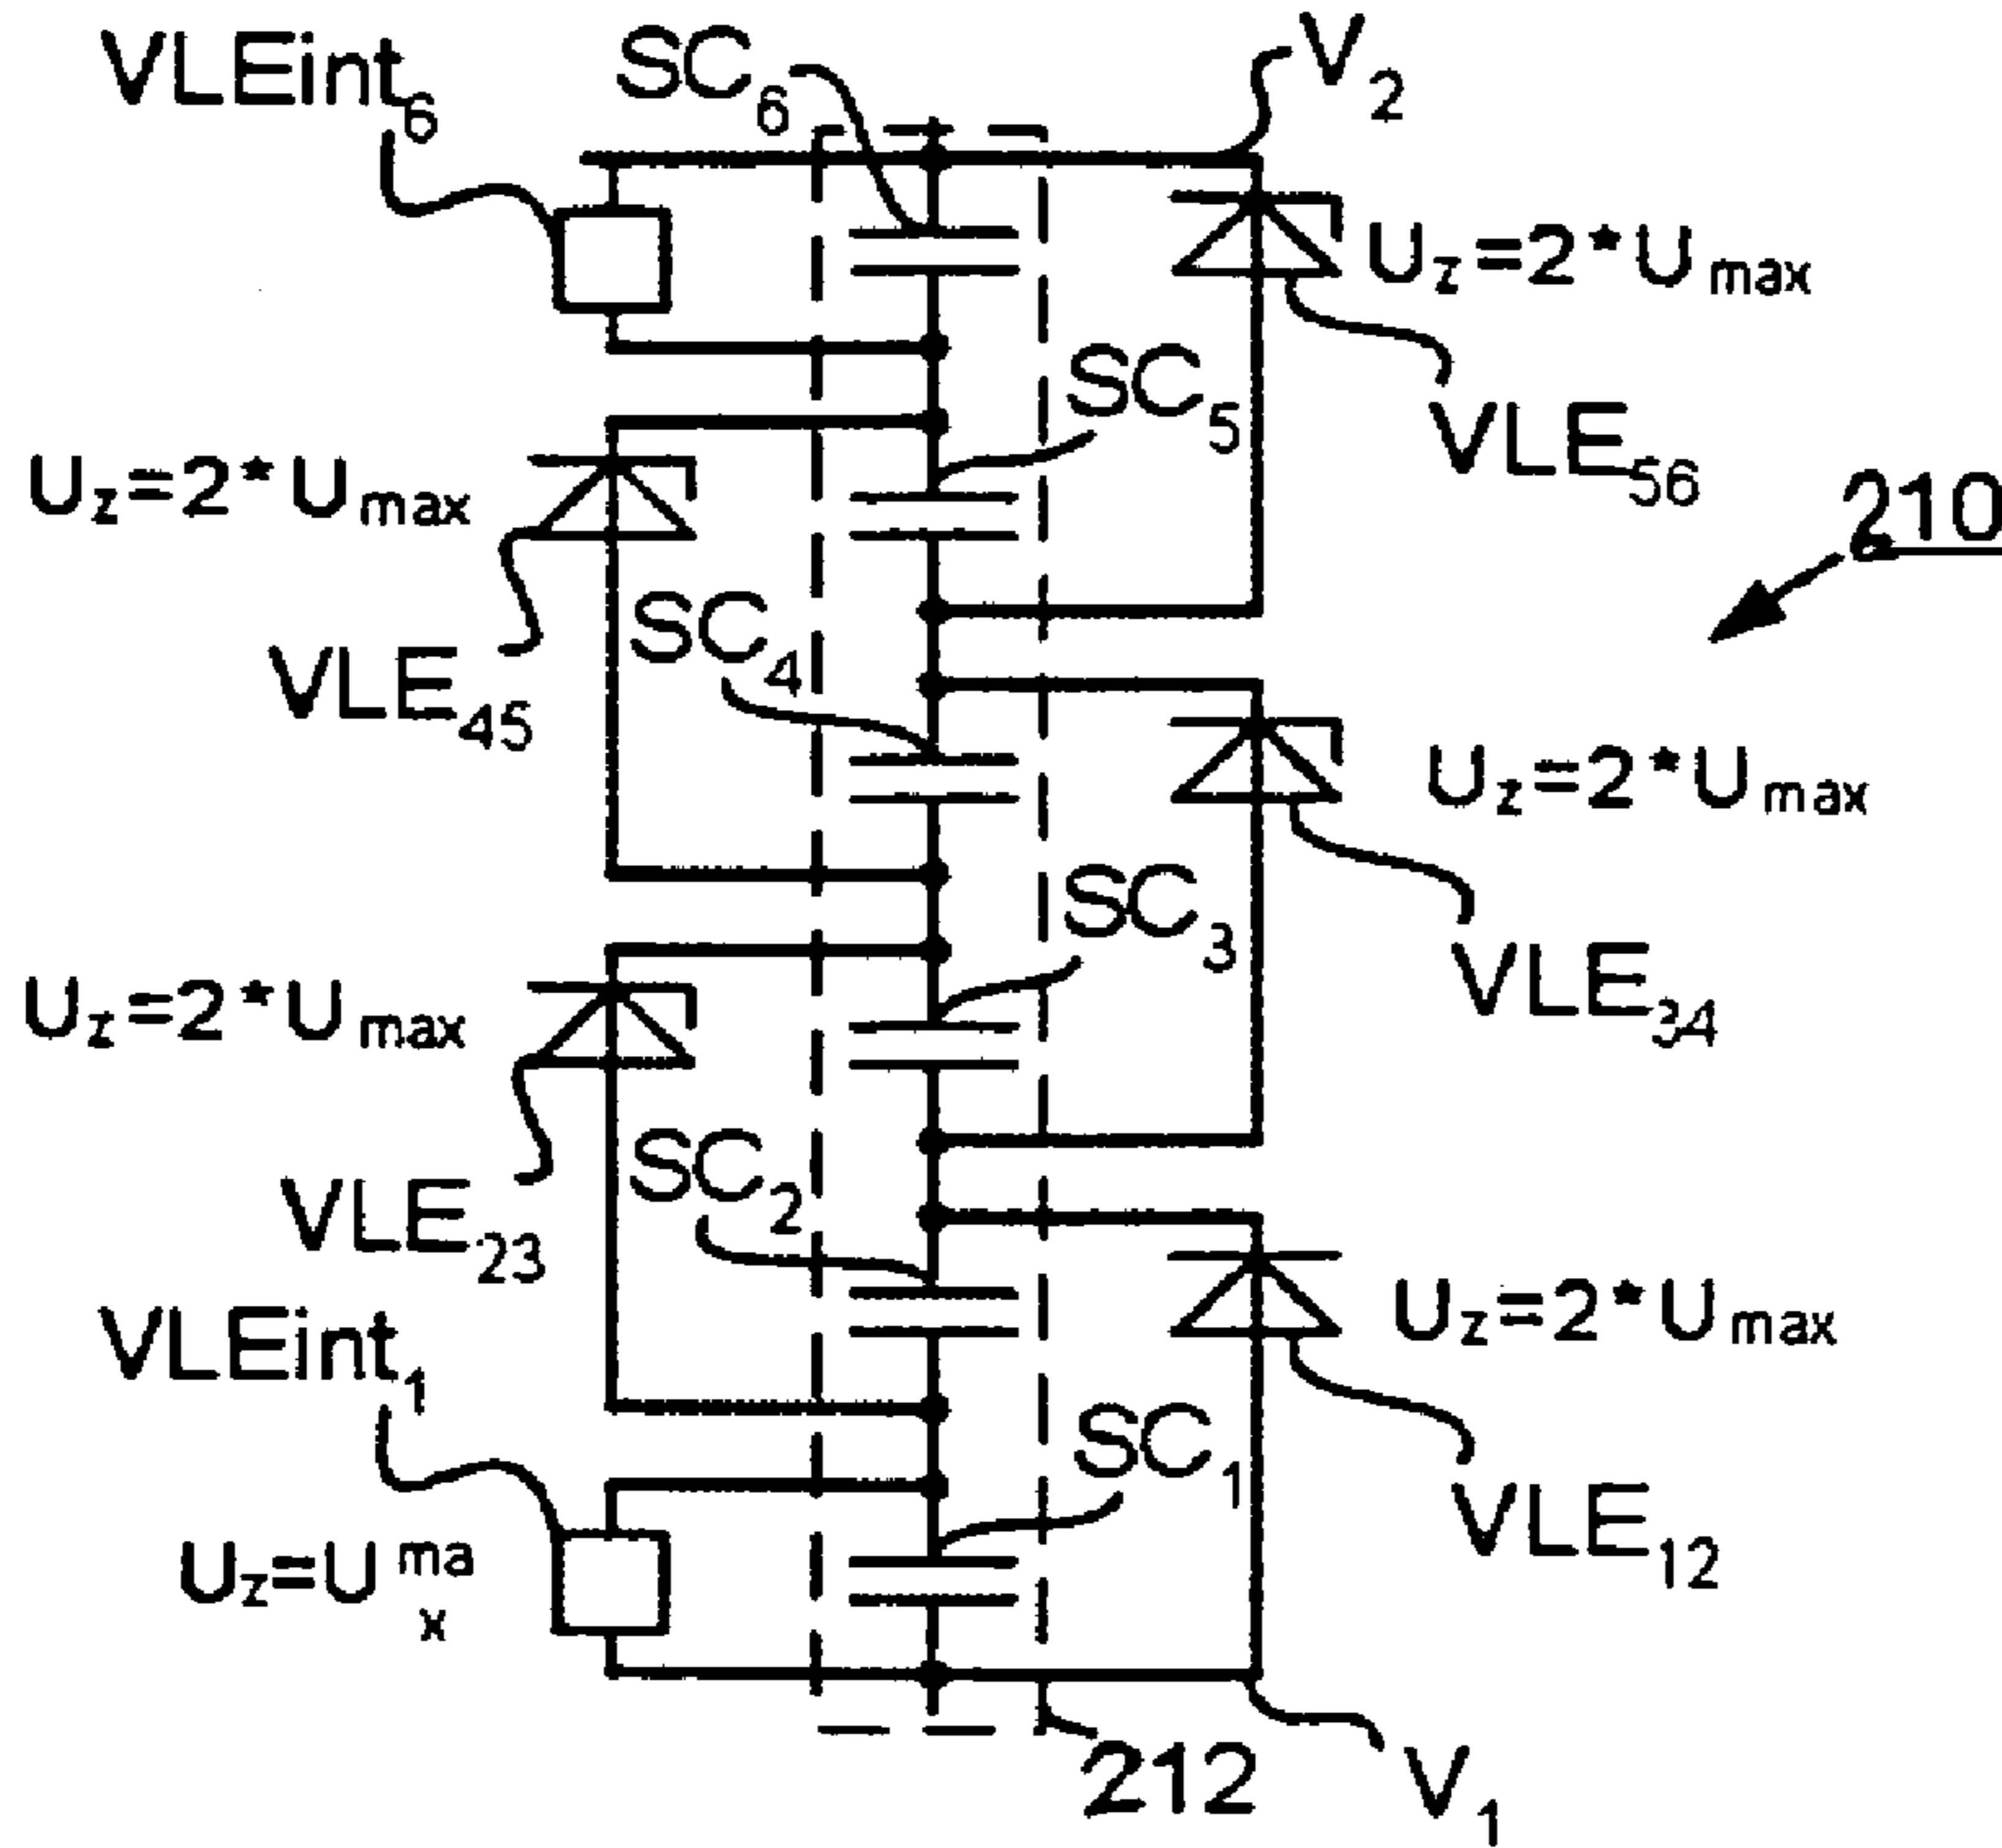 VLEint6
SC6
V2
Uz=2*Umax
SC5
VLE56
Uz=2*Umax
210
SC4
VLE45
Uz=2*Umax
SC3
VLE34
Uz=2*Umax
SC2
VLE23
Uz=2*Umax
VLEint1
SC1
VLE12
Uz=Uma
x
212
V1